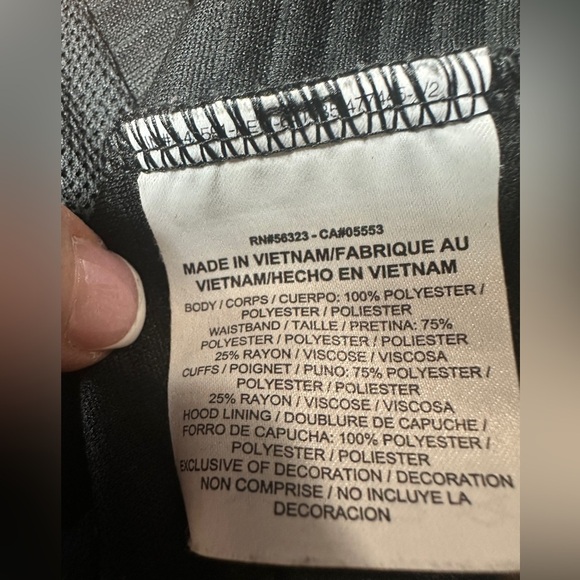 RN#56323 - CA#05553
MADE IN VIETNAM/FABRIQUE AU
VIETNAM/HECHO EN VIETNAM
BODY / CORPS / CUERPO: 100% POLYESTER /
POLYESTER / POLIESTER
WAISTBAND / TAILLE / PRETINA: 75%
POLYESTER / POLYESTER / POLIESTER
25% RAYON / VISCOSE / VISCOSA
CUFFS / POIGNET / PUNO: 75% POLYESTER /
POLYESTER / POLIESTER
25% RAYON / VISCOSE / VISCOSA
HOOD LINING / DOUBLURE DE CAPUCHE /
FORRO DE CAPUCHA: 100% POLYESTER /
POLYESTER / POLIESTER
EXCLUSIVE OF DECORATION / DECORATION
NON COMPRISE / NO INCLUYE LA
DECORACION